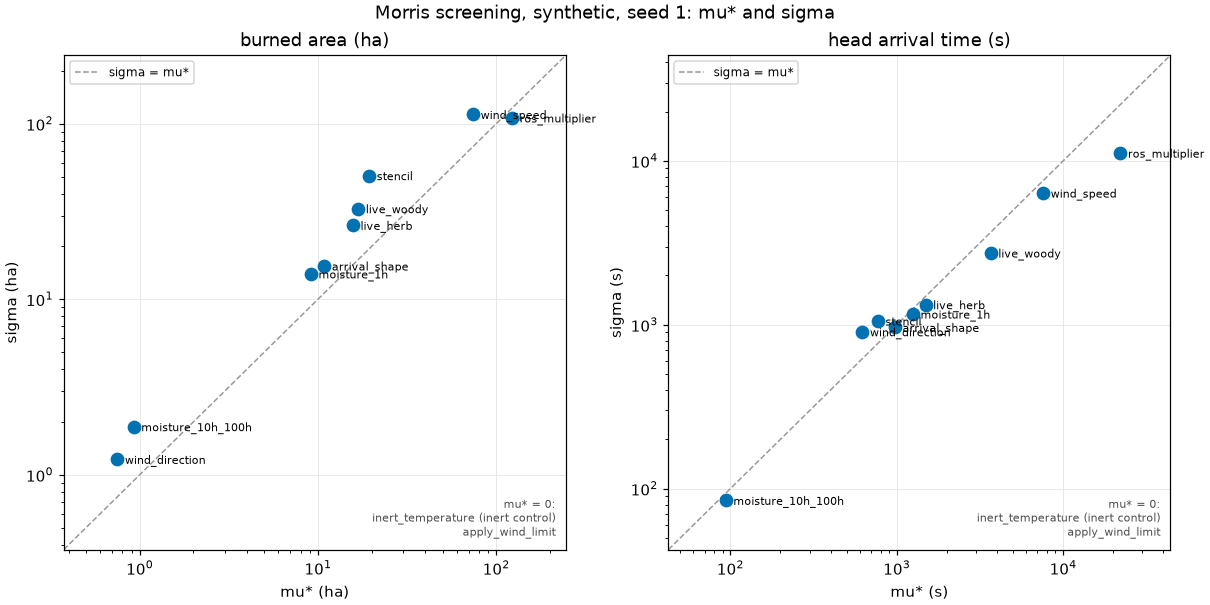 Morris screening, synthetic, seed 1: mu* and sigma
burned area (ha)
sigma = mu*
wind_speed
ros_multiplier
stencil
live_woody
live_herb
arrival_shape
moisture_1h
moisture_10h_100h
wind_direction
mu* = 0:
inert_temperature (inert control)
apply_wind_limit
10²
10¹
10⁰
sigma (ha)
10⁰ 10¹ 10²
mu* (ha)
head arrival time (s)
sigma = mu*
ros_multiplier
wind_speed
live_woody
live_herb
moisture_1h
stencil
arrival_shape
wind_direction
moisture_10h_100h
mu* = 0:
inert_temperature (inert control)
apply_wind_limit
10⁴
10³
10²
sigma (s)
10² 10³ 10⁴
mu* (s)